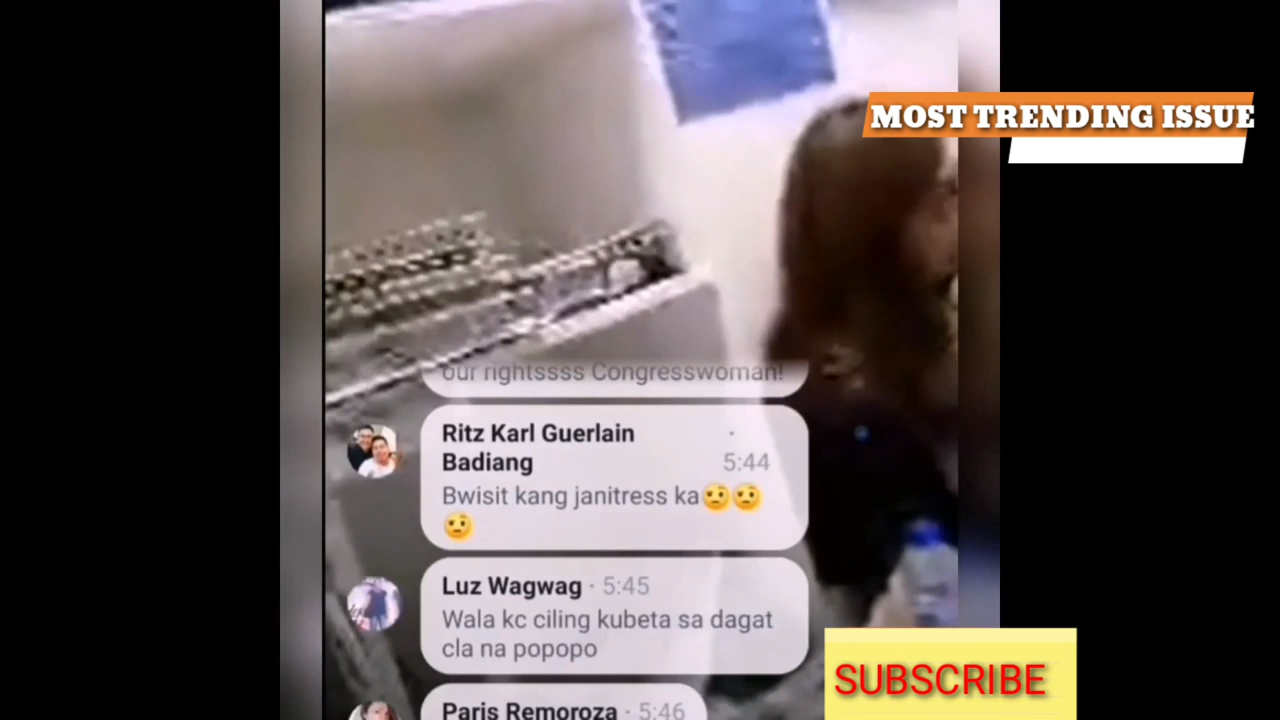 MOST TRENDING ISSUE
our rightssss Congresswoman!
Ritz Karl Guerlain
Badiang
5:44
Bwisit kang janitress ka🤨🤨
🤨
Luz Wagwag · 5:45
Wala kc ciling kubeta sa dagat
cla na popopo
Paris Remoroza · 5:46
SUBSCRIBE